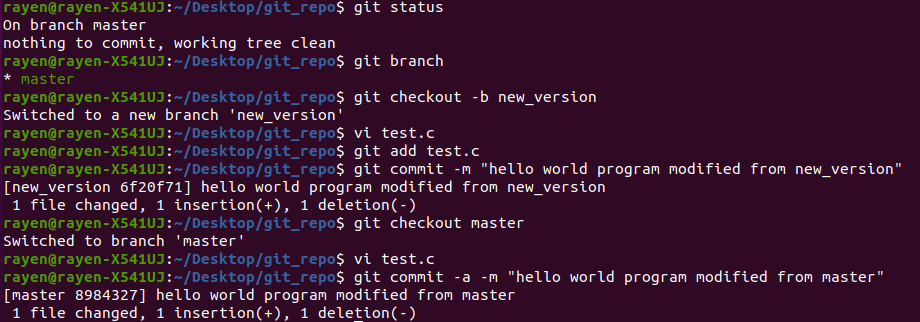 rayen@rayen-X541UJ:~/Desktop/git_repo$ git status
On branch master
nothing to commit, working tree clean
rayen@rayen-X541UJ:~/Desktop/git_repo$ git branch
* master
rayen@rayen-X541UJ:~/Desktop/git_repo$ git checkout -b new_version
Switched to a new branch 'new_version'
rayen@rayen-X541UJ:~/Desktop/git_repo$ vi test.c
rayen@rayen-X541UJ:~/Desktop/git_repo$ git add test.c
rayen@rayen-X541UJ:~/Desktop/git_repo$ git commit -m "hello world program modified from new_version"
[new_version 6f20f71] hello world program modified from new_version
 1 file changed, 1 insertion(+), 1 deletion(-)
rayen@rayen-X541UJ:~/Desktop/git_repo$ git checkout master
Switched to branch 'master'
rayen@rayen-X541UJ:~/Desktop/git_repo$ vi test.c
rayen@rayen-X541UJ:~/Desktop/git_repo$ git commit -a -m "hello world program modified from master"
[master 8984327] hello world program modified from master
 1 file changed, 1 insertion(+), 1 deletion(-)